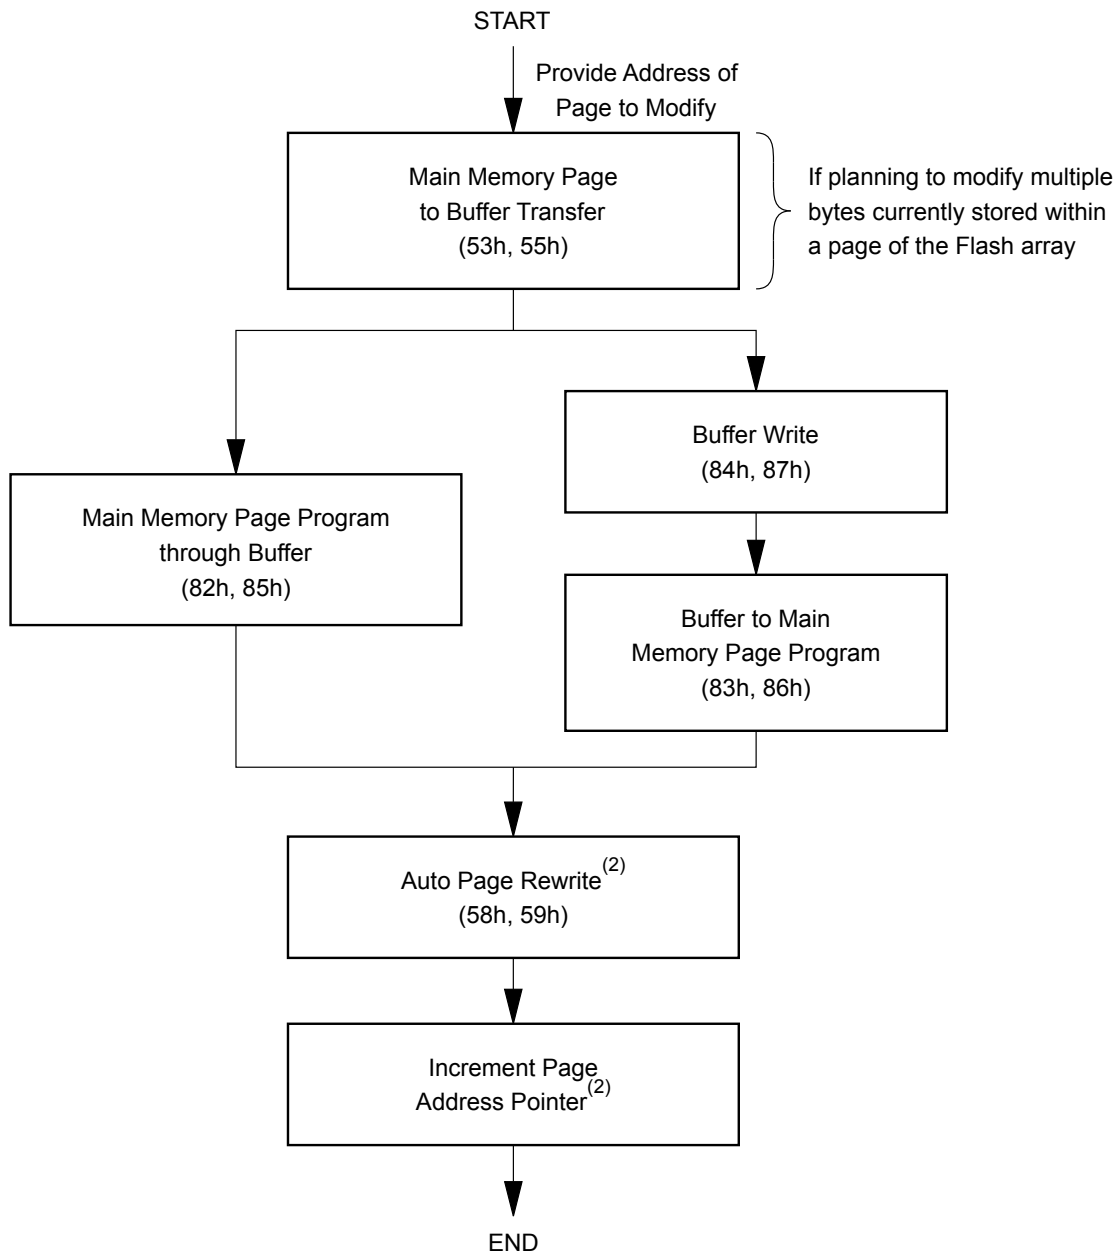 START
Provide Address of
Page to Modify
Main Memory Page
to Buffer Transfer
(53h, 55h)
If planning to modify multiple
bytes currently stored within
a page of the Flash array
Buffer Write
(84h, 87h)
Main Memory Page Program
through Buffer
(82h, 85h)
Buffer to Main
Memory Page Program
(83h, 86h)
Auto Page Rewrite(2)
(58h, 59h)
Increment Page
Address Pointer(2)
END